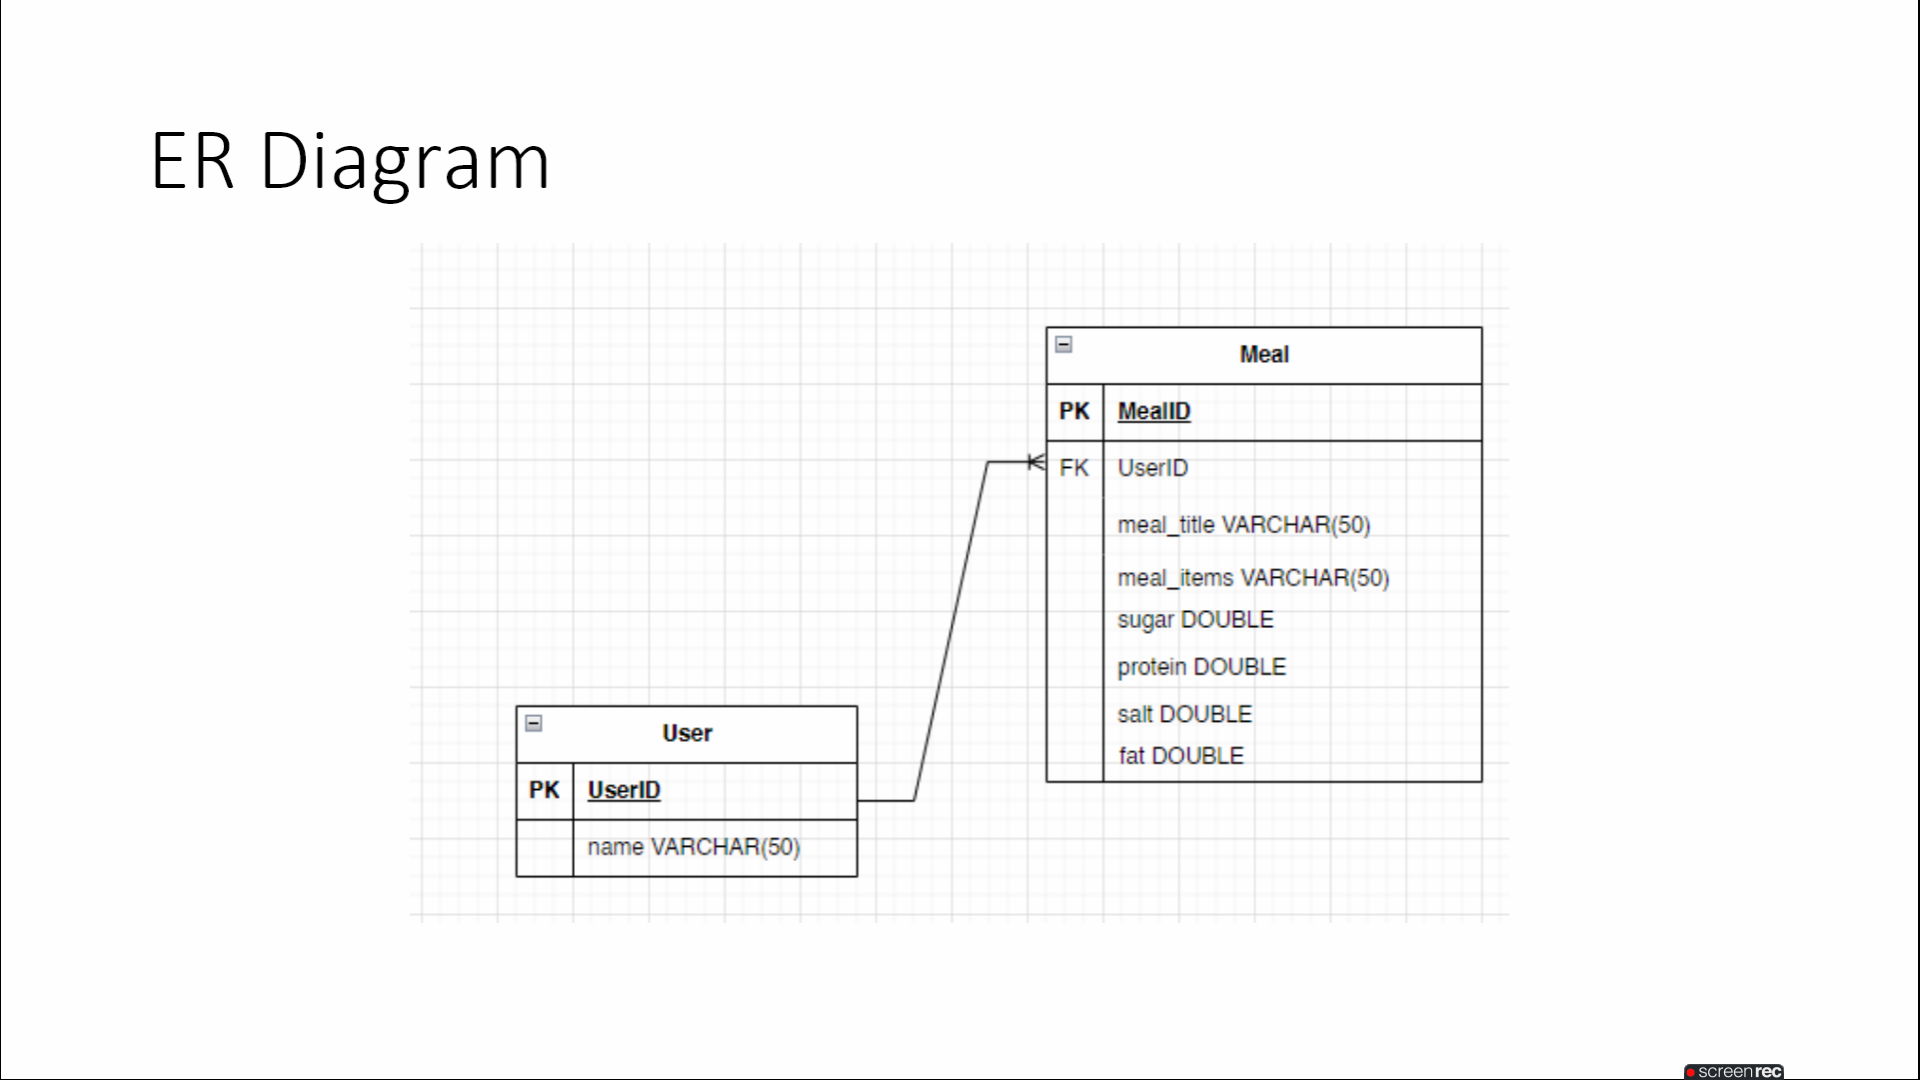 ER Diagram
Meal
PK MealID
FK UserID
meal_title VARCHAR(50)
meal_items VARCHAR(50)
sugar DOUBLE
protein DOUBLE
salt DOUBLE
fat DOUBLE
User
PK UserID
name VARCHAR(50)
screenrec